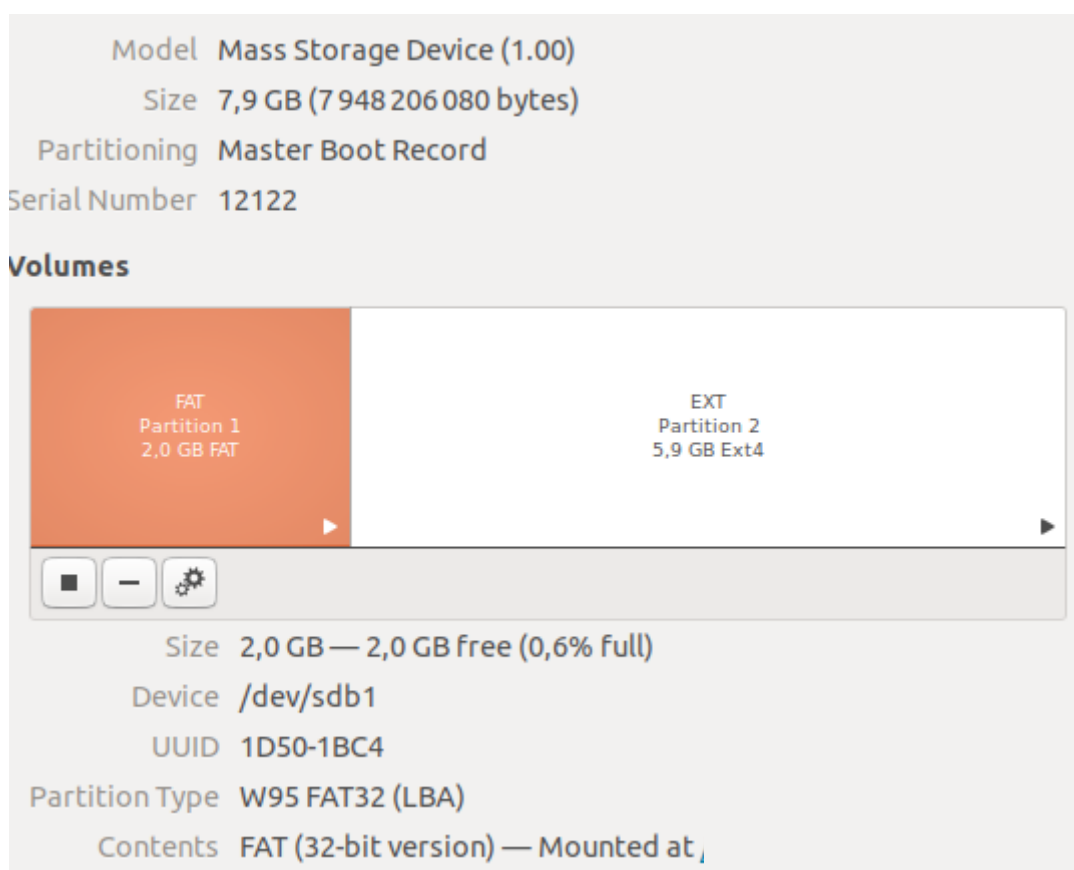 Model Mass Storage Device (1.00)
Size 7,9 GB (7 948 206 080 bytes)
Partitioning Master Boot Record
Serial Number 12122
Volumes
FAT
Partition 1
2,0 GB FAT
EXT
Partition 2
5,9 GB Ext4
Size 2,0 GB — 2,0 GB free (0,6% full)
Device /dev/sdb1
UUID 1D50-1BC4
Partition Type W95 FAT32 (LBA)
Contents FAT (32-bit version) — Mounted at /